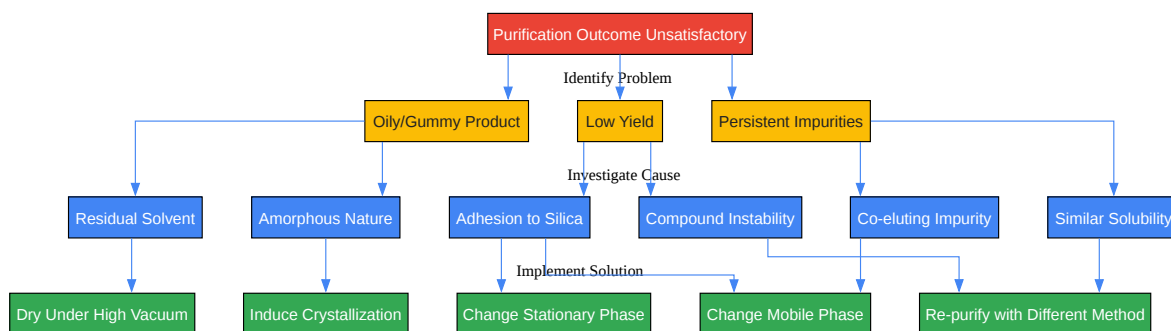 Purification Outcome Unsatisfactory
Identify Problem
Oily/Gummy Product
Low Yield
Persistent Impurities
Investigate Cause
Residual Solvent
Amorphous Nature
Adhesion to Silica
Compound Instability
Co-eluting Impurity
Similar Solubility
Implement Solution
Dry Under High Vacuum
Induce Crystallization
Change Stationary Phase
Change Mobile Phase
Re-purify with Different Method